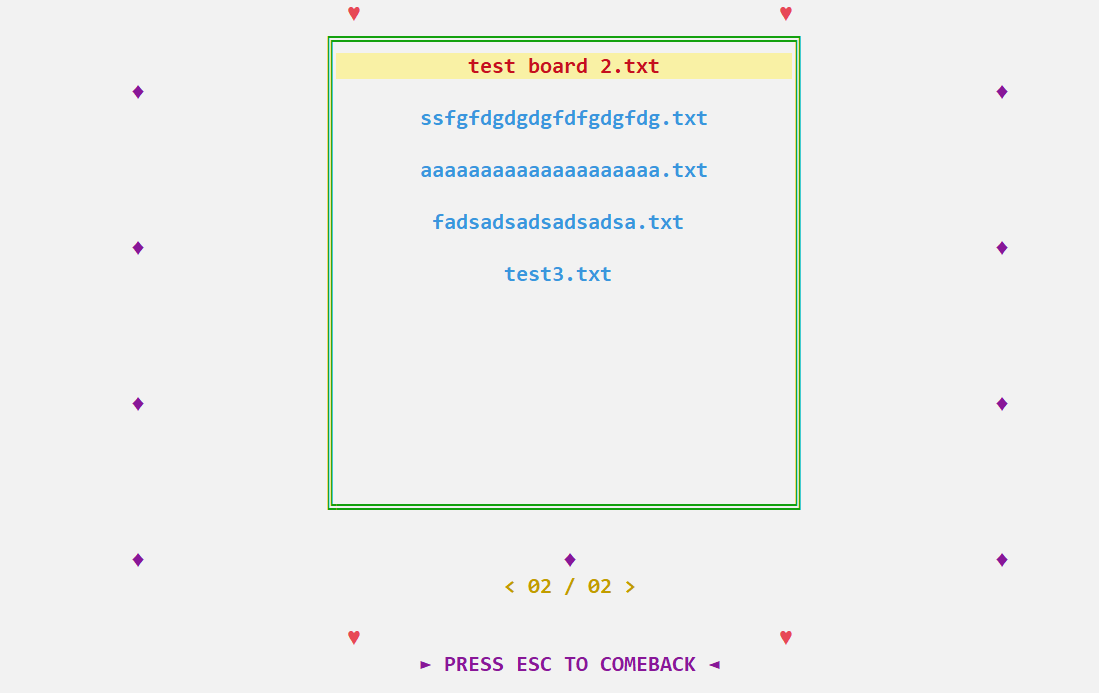 test board 2.txt
ssfgfdgdgdgfdfgdgfdg.txt
aaaaaaaaaaaaaaaaaaaa.txt
fadsadsadsadsadsa.txt
test3.txt
< 02 / 02 >
► PRESS ESC TO COMEBACK ◄